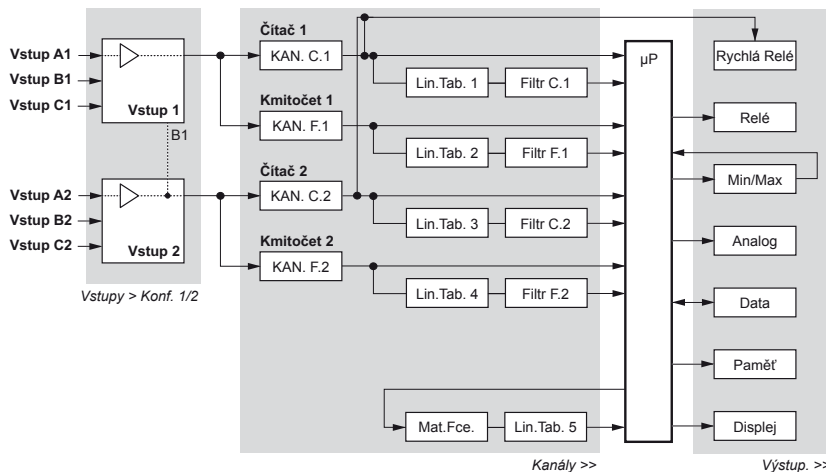 Čítač 1
Vstup A1
KAN. C.1
µP
Rychlá Relé
Vstup B1
Lin.Tab. 1
Filtr C.1
Vstup C1
Vstup 1
Kmitočet 1
KAN. F.1
Relé
B1
Lin.Tab. 2
Filtr F.1
Čítač 2
Min/Max
Vstup A2
KAN. C.2
Vstup B2
Lin.Tab. 3
Filtr C.2
Vstup C2
Vstup 2
Kmitočet 2
Analog
KAN. F.2
Vstupy > Konf. 1/2
Lin.Tab. 4
Filtr F.2
Data
Paměť
Mat.Fce.
Lin.Tab. 5
Displej
Kanály >>
Výstup. >>